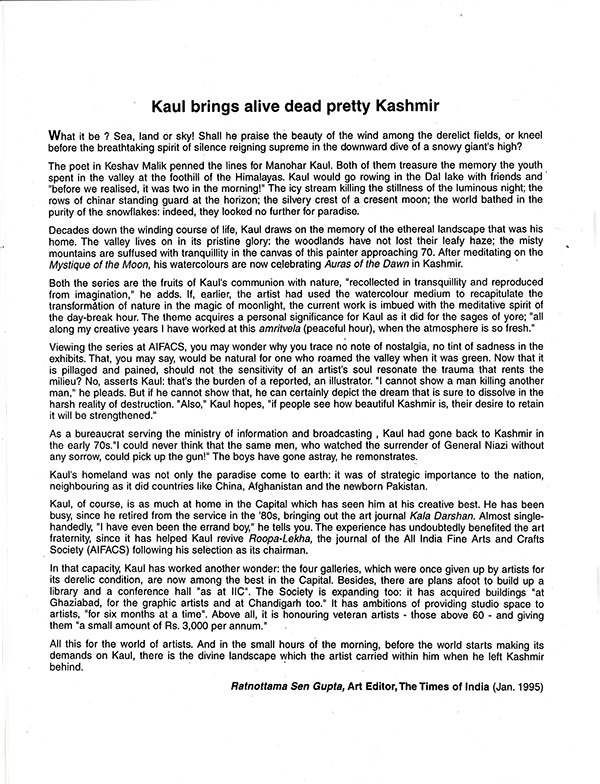 Kaul brings alive dead pretty Kashmir
What it be ? Sea, land or sky! Shall he praise the beauty of the wind among the derelict fields, or kneel
before the breathtaking spirit of silence reigning supreme in the downward dive of a snowy giant's high?
The poet in Keshav Malik penned the lines for Manohar Kaul. Both of them treasure the memory the youth
spent in the valley at the foothill of the Himalayas. Kaul would go rowing in the Dal lake with friends and
"before we realised, it was two in the morning!" The icy stream killing the stillness of the luminous night; the
rows of chinar standing guard at the horizon; the silvery crest of a cresent moon; the world bathed in the
purity of the snowflakes: indeed, they looked no further for paradise.
Decades down the winding course of life, Kaul draws on the memory of the ethereal landscape that was his
home. The valley lives on in its pristine glory: the woodlands have not lost their leafy haze; the misty
mountains are suffused with tranquillity in the canvas of this painter approaching 70. After meditating on the
Mystique of the Moon, his watercolours are now celebrating Auras of the Dawn in Kashmir.
Both the series are the fruits of Kaul's communion with nature, "recollected in transquillity and reproduced
from imagination," he adds. If, earlier, the artist had used the watercolour medium to recapitulate the
transformation of nature in the magic of moonlight, the current work is imbued with the meditative spirit of
the day-break hour. The theme acquires a personal significance for Kaul as it did for the sages of yore; "all
along my creative years I have worked at this amritvela (peaceful hour), when the atmosphere is so fresh."
Viewing the series at AIFACS, you may wonder why you trace no note of nostalgia, no tint of sadness in the
exhibits. That, you may say, would be natural for one who roamed the valley when it was green. Now that it
is pillaged and pained, should not the sensitivity of an artist's soul resonate the trauma that rents the
milieu? No, asserts Kaul: that's the burden of a reported, an illustrator. "I cannot show a man killing another
man," he pleads. But if he cannot show that, he can certainly depict the dream that is sure to dissolve in the
harsh reality of destruction. "Also," Kaul hopes, "if people see how beautiful Kashmir is, their desire to retain
it will be strengthened."
As a bureaucrat serving the ministry of information and broadcasting , Kaul had gone back to Kashmir in
the early 70s."I could never think that the same men, who watched the surrender of General Niazi without
any sorrow, could pick up the gun!" The boys have gone astray, he remonstrates.
Kaul's homeland was not only the paradise come to earth: it was of strategic importance to the nation,
neighbouring as it did countries like China, Afghanistan and the newborn Pakistan.
Kaul, of course, is as much at home in the Capital which has seen him at his creative best. He has been
busy, since he retired from the service in the '80s, bringing out the art journal Kala Darshan. Almost single-
handedly, "I have even been the errand boy," he tells you. The experience has undoubtedly benefited the art
fraternity, since it has helped Kaul revive Roopa-Lekha, the journal of the All India Fine Arts and Crafts
Society (AIFACS) following his selection as its chairman.
In that capacity, Kaul has worked another wonder: the four galleries, which were once given up by artists for
its derelic condition, are now among the best in the Capital. Besides, there are plans afoot to build up a
library and a conference hall "as at IIC". The Society is expanding too: it has acquired buildings "at
Ghaziabad, for the graphic artists and at Chandigarh too." It has ambitions of providing studio space to
artists, "for six months at a time". Above all, it is honouring veteran artists - those above 60 - and giving
them "a small amount of Rs. 3,000 per annum."
All this for the world of artists. And in the small hours of the morning, before the world starts making its
demands on Kaul, there is the divine landscape which the artist carried within him when he left Kashmir
behind.
Ratnottama Sen Gupta, Art Editor, The Times of India (Jan. 1995)